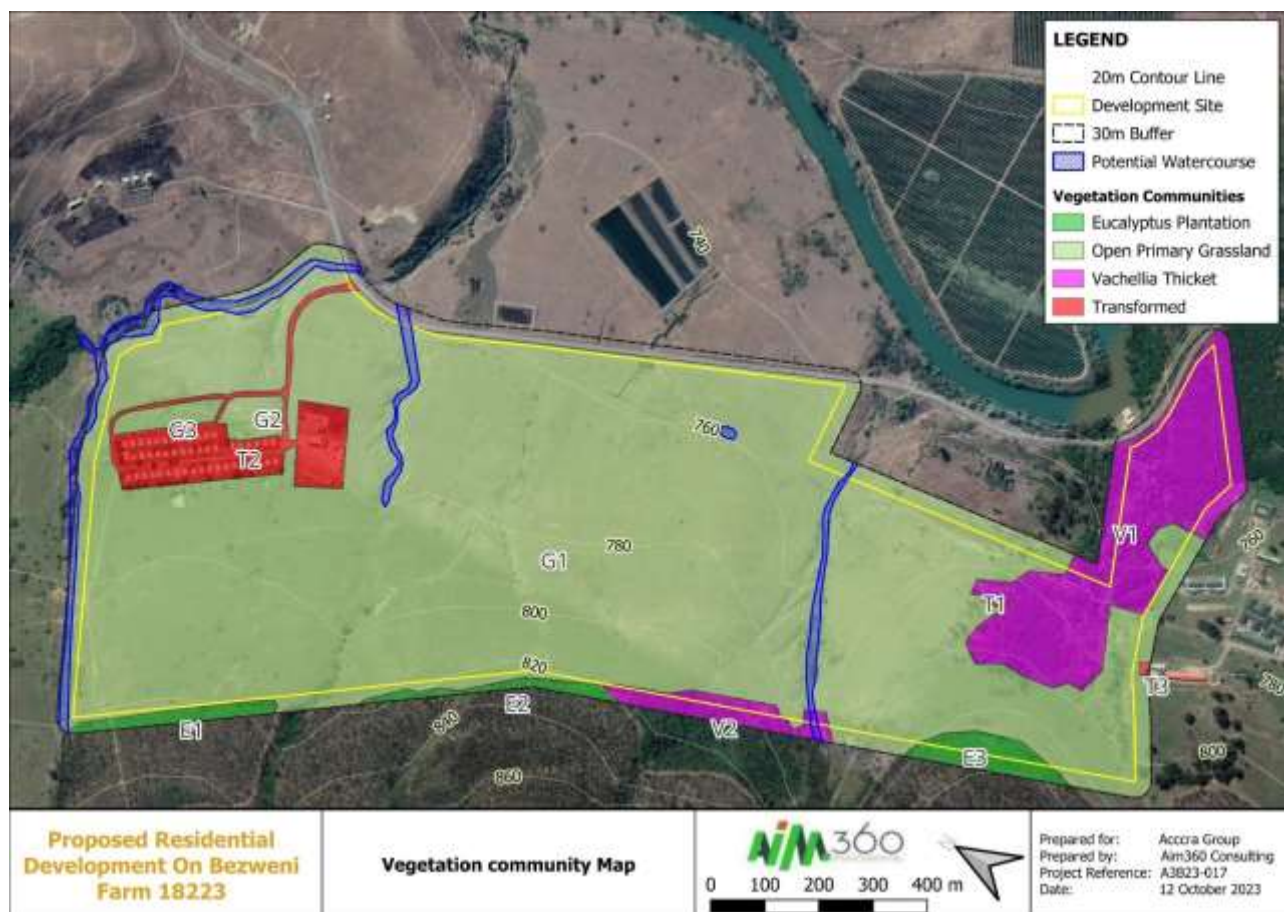 LEGEND
20m Contour Line
Development Site
30m Buffer
Potential Watercourse
Vegetation Communities
Eucalyptus Plantation
Open Primary Grassland
Vachellia Thicket
Transformed
740
760
G3
G2
T2
G1
780
800
820
V1
T1
T3
760
780
E1
E2
V2
E3
840
860
800
Proposed Residential
Development On Bezweni
Farm 18223
Vegetation community Map
AiM360
0 100 200 300 400 m
Prepared for: Acccra Group
Prepared by: Aim360 Consulting
Project Reference: A3823-017
Date: 12 October 2023